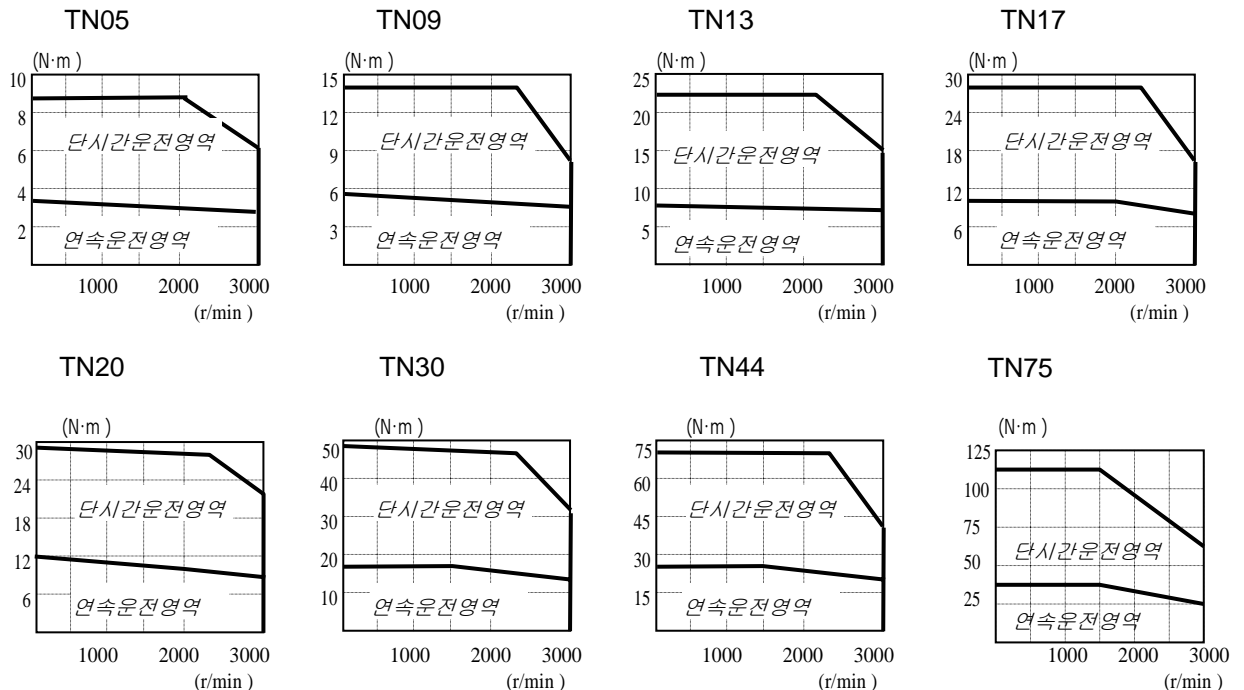 TN05
TN09
TN13
TN17
(N·m )
(N·m )
(N·m )
(N·m )
10
8
6
4
2
단시간운전영역
연속운전영역
1000 2000 3000
(r/min )
15
12
9
6
3
단시간운전영역
연속운전영역
1000 2000 3000
(r/min )
25
20
15
10
5
단시간운전영역
연속운전영역
1000 2000 3000
(r/min )
30
24
18
12
6
단시간운전영역
연속운전영역
1000 2000 3000
(r/min )
TN20
TN30
TN44
TN75
(N·m )
(N·m )
(N·m )
(N·m )
30
24
18
12
6
단시간운전영역
연속운전영역
1000 2000 3000
(r/min )
50
40
30
20
10
단시간운전영역
연속운전영역
1000 2000 3000
(r/min )
75
60
45
30
15
단시간운전영역
연속운전영역
1000 2000 3000
(r/min )
125
100
75
50
25
단시간운전영역
연속운전영역
1000 2000 3000
(r/min )